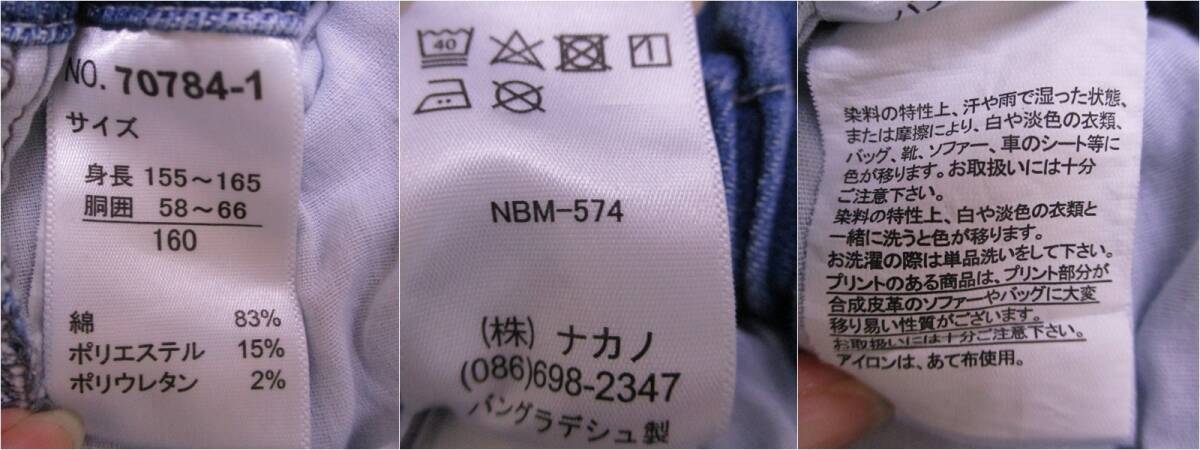 NO. 70784-1
サイズ
身長 155～165
胴囲 58～66
160
綿 83%
ポリエステル 15%
ポリウレタン 2%
40
NBM-574
(株) ナカノ
(086)698-2347
バングラデシュ製
染料の特性上、汗や雨で湿った状態、
または摩擦により、白や淡色の衣類、
バッグ、靴、ソファー、車のシート等に
色が移ります。お取扱いには十分
ご注意下さい。
染料の特性上、白や淡色の衣類と
一緒に洗うと色が移ります。
お洗濯の際は単品洗いをして下さい。
プリントのある商品は、プリント部分が
合成皮革のソファーやバッグに大変
移り易い性質がございます。
お取扱いには十分ご注意下さい。
アイロンは、あて布使用。